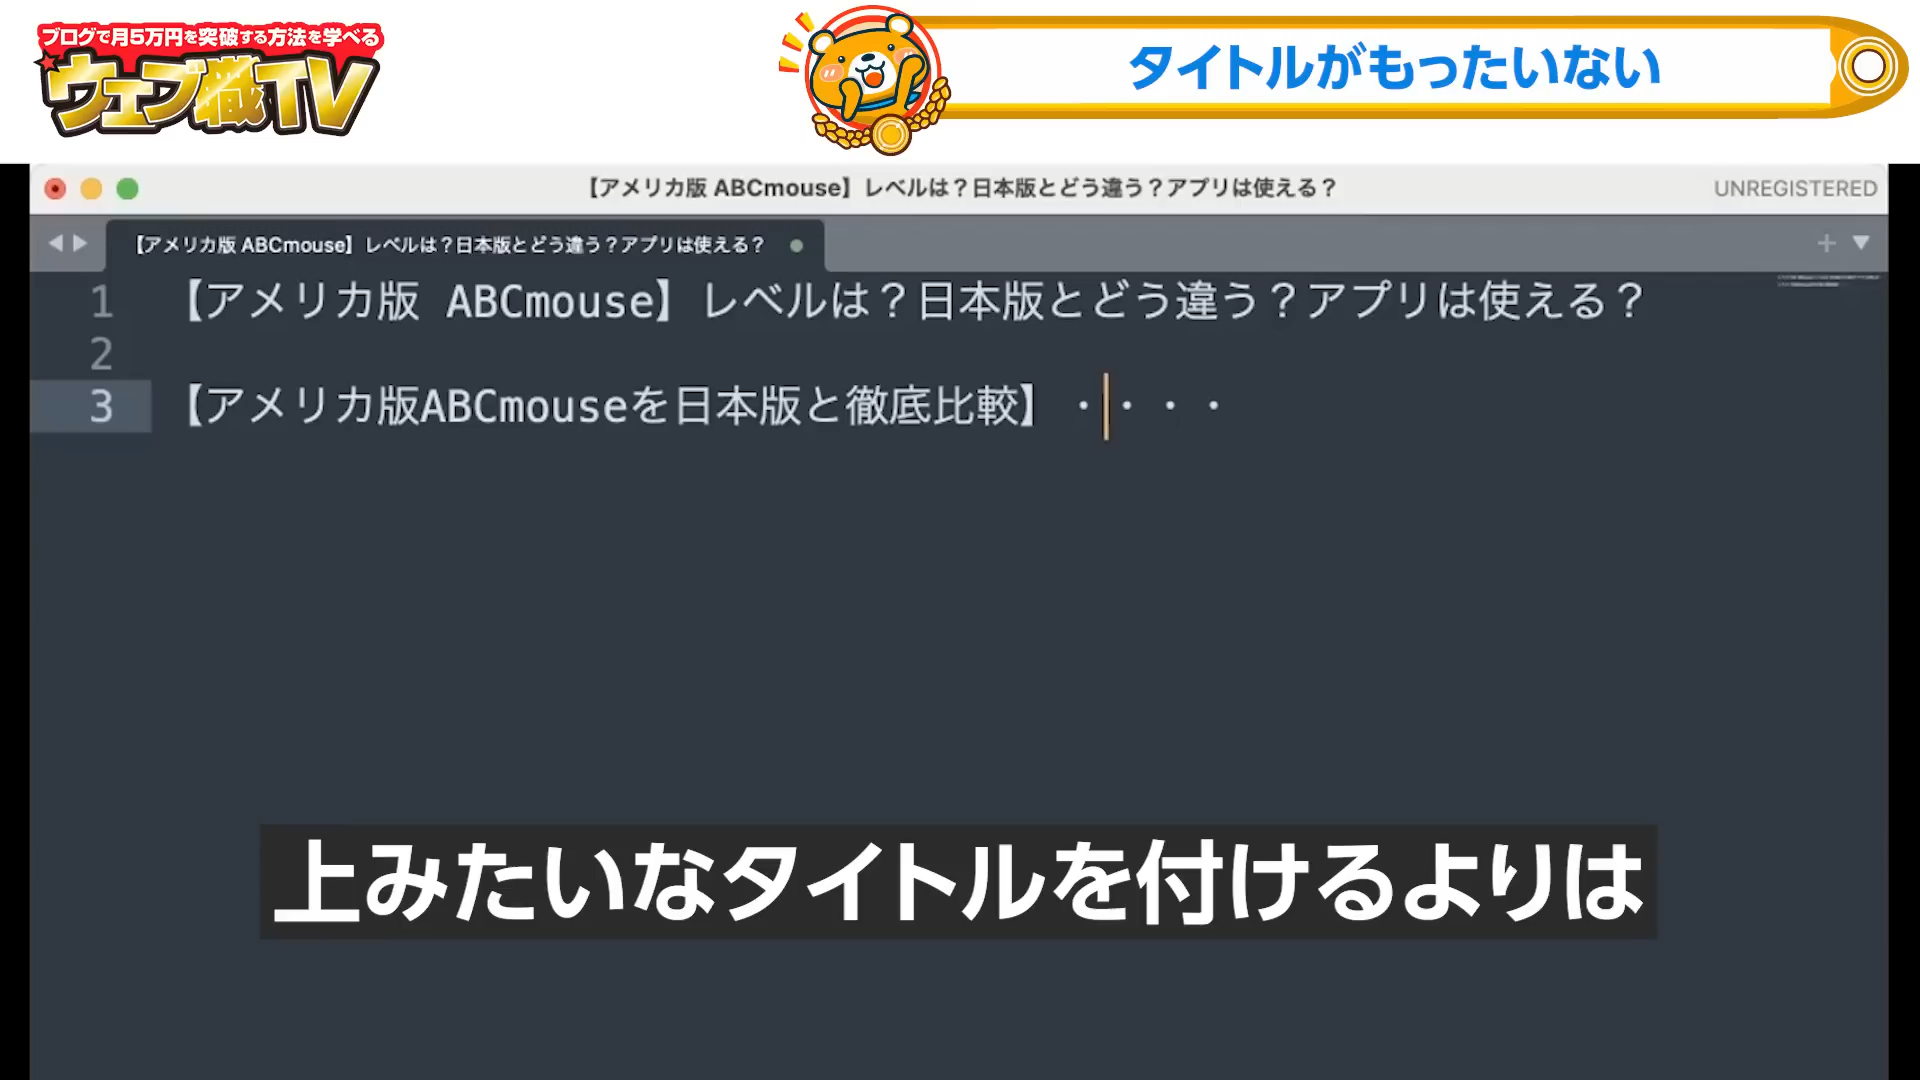 ブログで月5万円を突破する方法を学べる
ウェブ職TV
タイトルがもったいない
【アメリカ版 ABCmouse】レベルは？日本版とどう違う？アプリは使える？
UNREGISTERED
【アメリカ版 ABCmouse】レベルは？日本版とどう違う？アプリは使える？
1 【アメリカ版 ABCmouse】レベルは？日本版とどう違う？アプリは使える？
2
3 【アメリカ版ABCmouseを日本版と徹底比較】・・・・
上みたいなタイトルを付けるよりは